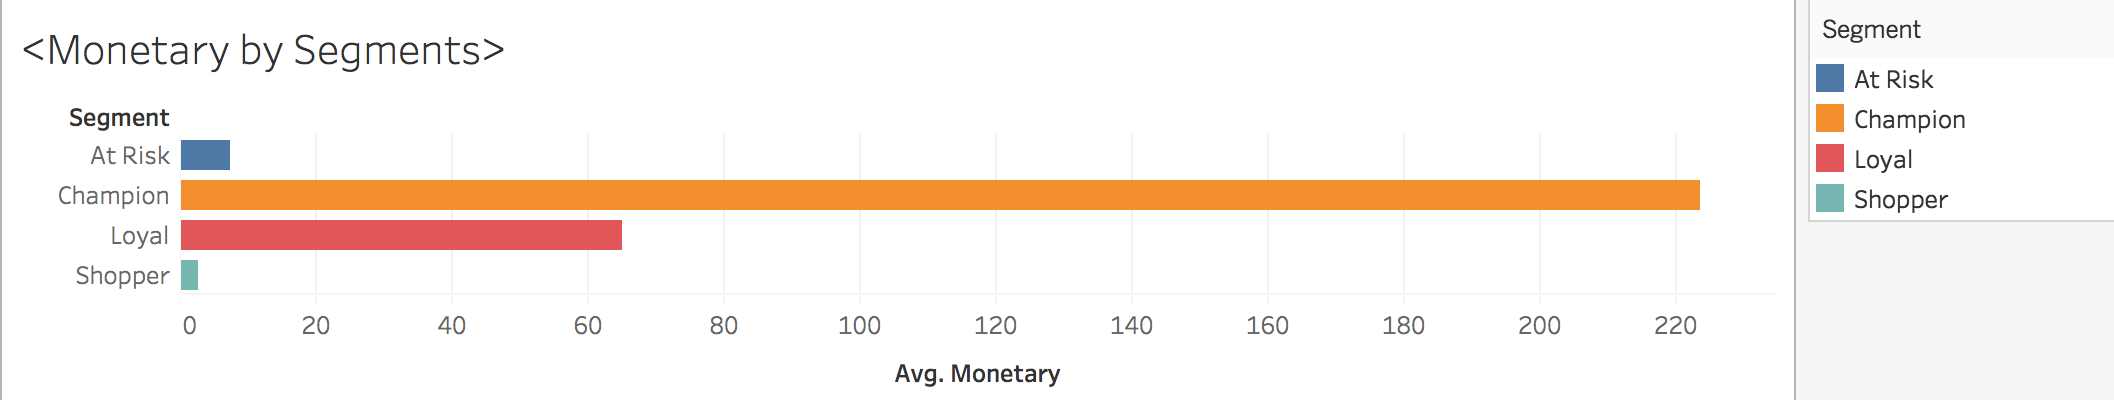 <Monetary by Segments>
Segment
At Risk
Champion
Loyal
Shopper
0 20 40 60 80 100 120 140 160 180 200 220
Avg. Monetary
Segment
At Risk
Champion
Loyal
Shopper